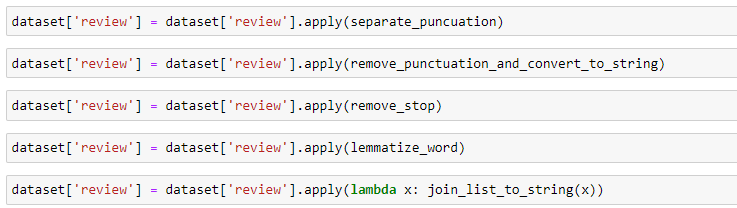 dataset['review'] = dataset['review'].apply(separate_puncuation)
dataset['review'] = dataset['review'].apply(remove_punctuation_and_convert_to_string)
dataset['review'] = dataset['review'].apply(remove_stop)
dataset['review'] = dataset['review'].apply(lemmatize_word)
dataset['review'] = dataset['review'].apply(lambda x: join_list_to_string(x))